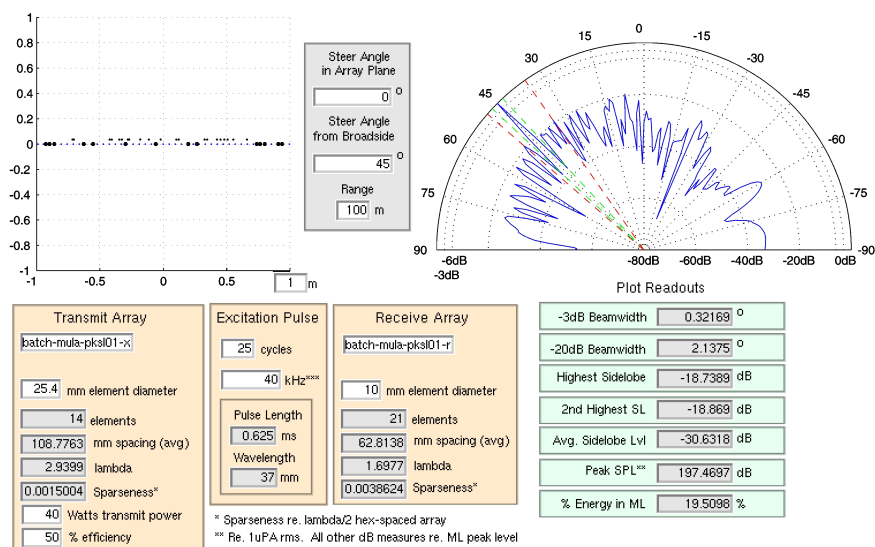 1
0.8
0.6
0.4
0.2
0
-0.2
-0.4
-0.6
-0.8
-1
-1 -0.5 0 0.5 1
1 m
Steer Angle
in Array Plane
0 o
Steer Angle
from Broadside
45 o
Range
100 m
90 75 60 45 30 15 0 -15 -30 -45 -60 -75 -90
-6dB -80dB -60dB -40dB -20dB 0dB
-3dB
Plot Readouts
Transmit Array
batch-mula-pksl01-x
25.4 mm element diameter
14 elements
108.7763 mm spacing (avg)
2.9399 lambda
0.0015004 Sparseness*
40 Watts transmit power
50 % efficiency
Excitation Pulse
25 cycles
40 kHz***
Pulse Length
0.625 ms
Wavelength
37 mm
Receive Array
batch-mula-pksl01-r
10 mm element diameter
21 elements
62.8138 mm spacing (avg)
1.6977 lambda
0.0038624 Sparseness*
* Sparseness re. lambda/2 hex-spaced array
** Re. 1uPA rms. All other dB measures re. ML peak level
-3dB Beamwidth 0.32169 o
-20dB Beamwidth 2.1375 o
Highest Sidelobe -18.7389 dB
2nd Highest SL -18.869 dB
Avg. Sidelobe Lvl -30.6318 dB
Peak SPL** 197.4697 dB
% Energy in ML 19.5098 %